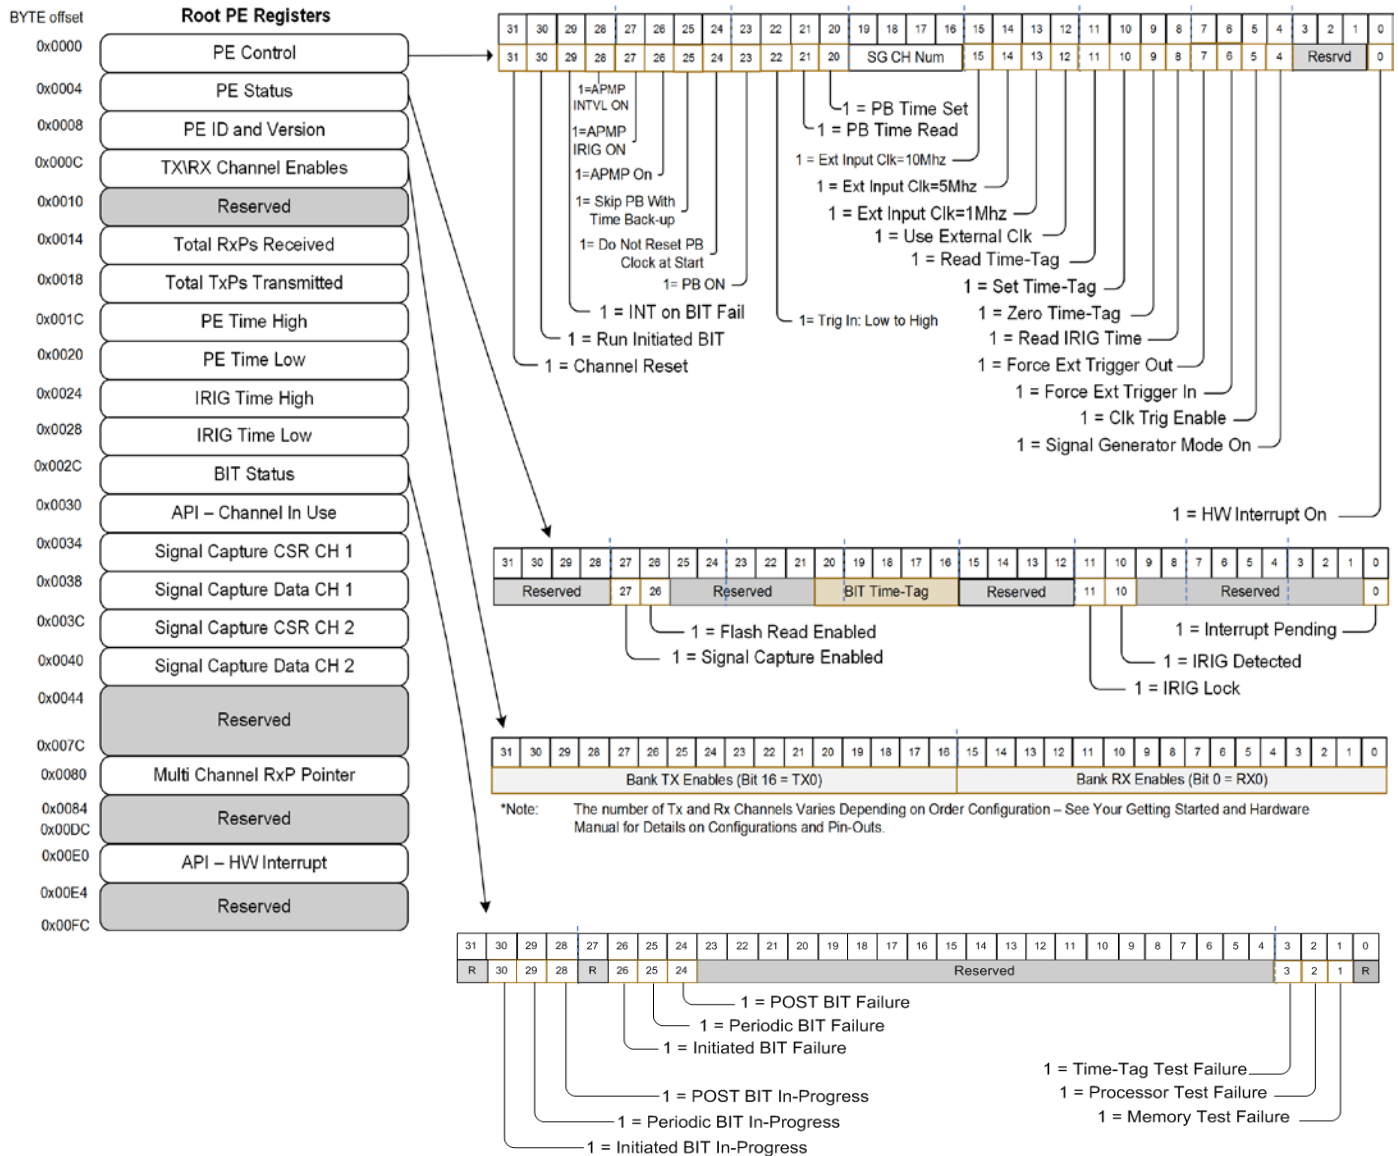 BYTE offset
Root PE Registers
0x0000
PE Control
0x0004
PE Status
0x0008
PE ID and Version
0x000C
TX\RX Channel Enables
0x0010
Reserved
0x0014
Total RxPs Received
0x0018
Total TxPs Transmitted
0x001C
PE Time High
0x0020
PE Time Low
0x0024
IRIG Time High
0x0028
IRIG Time Low
0x002C
BIT Status
0x0030
API – Channel In Use
0x0034
Signal Capture CSR CH 1
0x0038
Signal Capture Data CH 1
0x003C
Signal Capture CSR CH 2
0x0040
Signal Capture Data CH 2
0x0044
Reserved
0x007C
0x0080
Multi Channel RxP Pointer
0x0084
Reserved
0x00DC
0x00E0
API – HW Interrupt
0x00E4
Reserved
0x00FC
31 30 29 28 27 26 25 24 23 22 21 20 19 18 17 16 15 14 13 12 11 10 9 8 7 6 5 4 3 2 1 0
31 30 29 28 27 26 25 24 23 22 21 20 SG CH Num 15 14 13 12 11 10 9 8 7 6 5 4 Resrvd 0
1=APMP
INTVL ON
1=APMP
IRIG ON
1=APMP On
1= Skip PB With
Time Back-up
1= Do Not Reset PB
Clock at Start
1= PB ON
1 = INT on BIT Fail
1 = Run Initiated BIT
1 = Channel Reset
1 = PB Time Set
1 = PB Time Read
1= Trig In: Low to High
1 = Ext Input Clk=10Mhz
1 = Ext Input Clk=5Mhz
1 = Ext Input Clk=1Mhz
1 = Use External Clk
1 = Read Time-Tag
1 = Set Time-Tag
1 = Zero Time-Tag
1 = Read IRIG Time
1 = Force Ext Trigger Out
1 = Force Ext Trigger In
1 = Clk Trig Enable
1 = Signal Generator Mode On
1 = HW Interrupt On
31 30 29 28 27 26 25 24 23 22 21 20 19 18 17 16 15 14 13 12 11 10 9 8 7 6 5 4 3 2 1 0
Reserved 27 26 Reserved BIT Time-Tag Reserved 11 10 Reserved 0
1 = Flash Read Enabled
1 = Signal Capture Enabled
1 = Interrupt Pending
1 = IRIG Detected
1 = IRIG Lock
31 30 29 28 27 26 25 24 23 22 21 20 19 18 17 16 15 14 13 12 11 10 9 8 7 6 5 4 3 2 1 0
Bank TX Enables (Bit 16 = TX0) Bank RX Enables (Bit 0 = RX0)
*Note: The number of Tx and Rx Channels Varies Depending on Order Configuration – See Your Getting Started and Hardware
Manual for Details on Configurations and Pin-Outs.
31 30 29 28 27 26 25 24 23 22 21 20 19 18 17 16 15 14 13 12 11 10 9 8 7 6 5 4 3 2 1 0
R 30 29 28 R 26 25 24 Reserved 3 2 1 R
1 = POST BIT Failure
1 = Periodic BIT Failure
1 = Initiated BIT Failure
1 = POST BIT In-Progress
1 = Periodic BIT In-Progress
1 = Initiated BIT In-Progress
1 = Time-Tag Test Failure
1 = Processor Test Failure
1 = Memory Test Failure